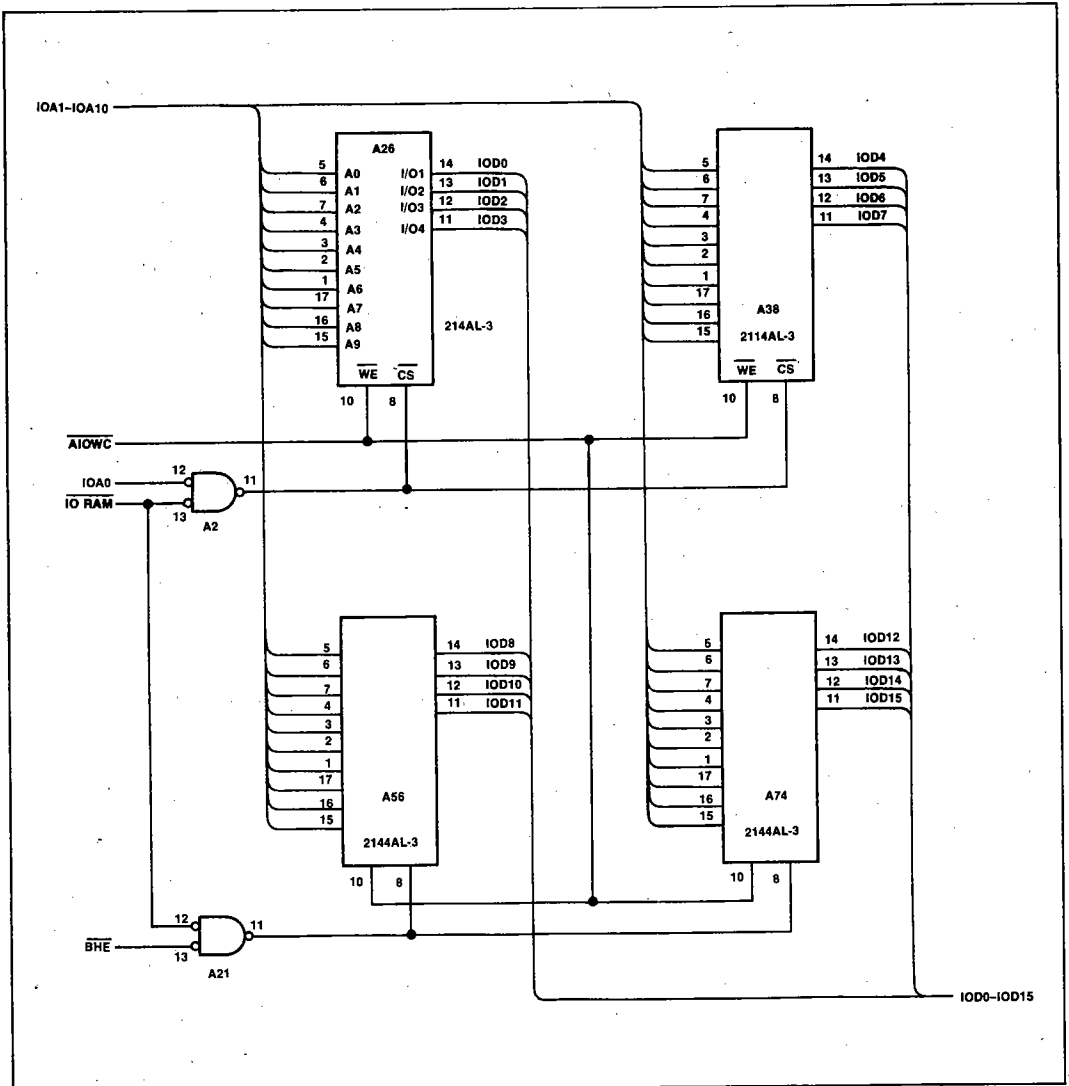 IOA1–IOA10
A26
5 A0 I/O1 14 IOD0
6 A1 I/O2 13 IOD1
7 A2 I/O3 12 IOD2
4 A3 I/O4 11 IOD3
3 A4
2 A5
1 A6
17 A7
16 A8
15 A9
214AL-3
WE CS
10 8
5 14 IOD4
6 13 IOD5
7 12 IOD6
4 11 IOD7
3
2
1
17
16
15
A38
2114AL-3
WE CS
10 8
AIOWC
IOA0 12
11
IO RAM
13
A2
5 14 IOD8
6 13 IOD9
7 12 IOD10
4 11 IOD11
3
2
1
17
16
15
A56
2144AL-3
10 8
5 14 IOD12
6 13 IOD13
7 12 IOD14
4 11 IOD15
3
2
1
17
16
15
A74
2144AL-3
10 8
12
11
BHE
13
A21
IOD0–IOD15